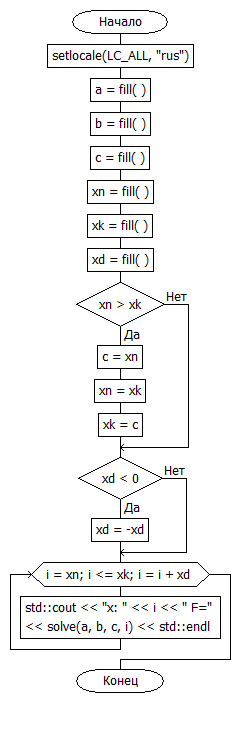 Начало
setlocale(LC_ALL, "rus")
a = fill( )
b = fill( )
c = fill( )
xn = fill( )
xk = fill( )
xd = fill( )
xn > xk
Нет
Да
c = xn
xn = xk
xk = c
xd < 0
Нет
Да
xd = -xd
i = xn; i <= xk; i = i + xd
std::cout << "x: " << i << " F="
<< solve(a, b, c, i) << std::endl
Конец